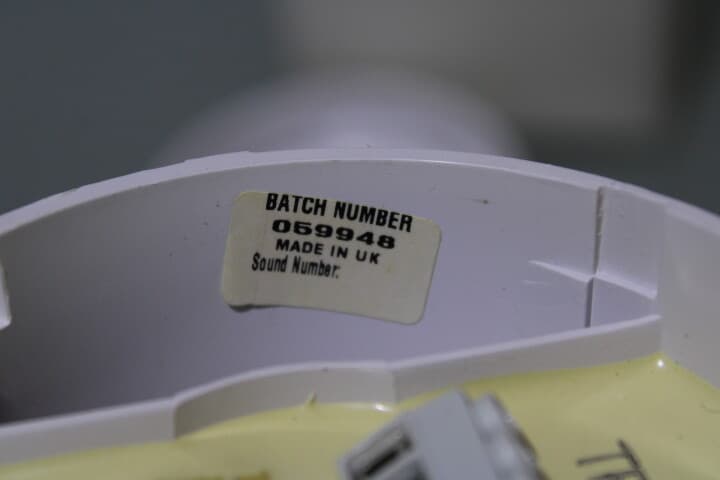 BATCH NUMBER
059948
MADE IN UK
Sound Number: